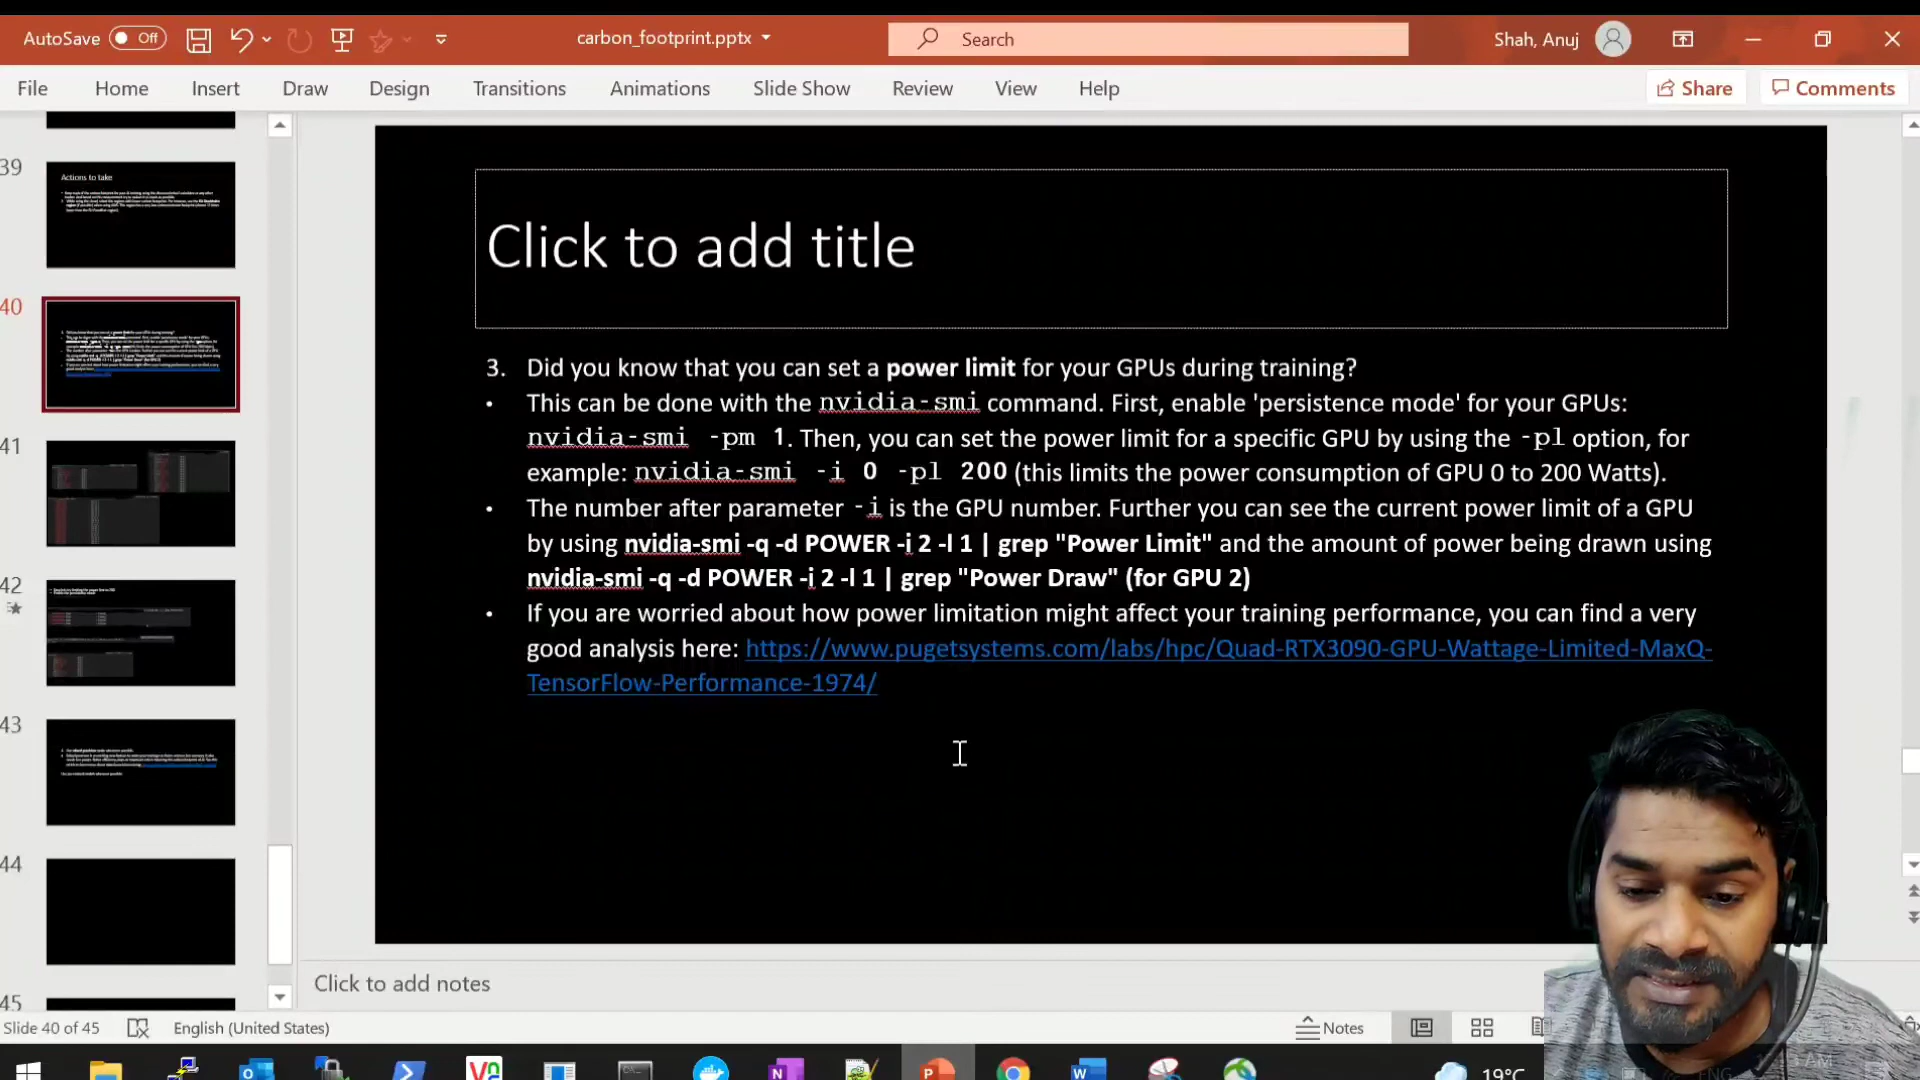 AutoSave Off
carbon_footprint.pptx
Search
Shah, Anuj
File Home Insert Draw Design Transitions Animations Slide Show Review View Help
Share Comments
39
Actions to take
40
41
42
43
44
45
Click to add title
3. Did you know that you can set a power limit for your GPUs during training?
• This can be done with the nvidia-smi command. First, enable 'persistence mode' for your GPUs:
nvidia-smi -pm 1. Then, you can set the power limit for a specific GPU by using the -pl option, for
example: nvidia-smi -i 0 -pl 200 (this limits the power consumption of GPU 0 to 200 Watts).
• The number after parameter -i is the GPU number. Further you can see the current power limit of a GPU
by using nvidia-smi -q -d POWER -i 2 -l 1 | grep "Power Limit" and the amount of power being drawn using
nvidia-smi -q -d POWER -i 2 -l 1 | grep "Power Draw" (for GPU 2)
• If you are worried about how power limitation might affect your training performance, you can find a very
good analysis here: https://www.pugetsystems.com/labs/hpc/Quad-RTX3090-GPU-Wattage-Limited-MaxQ-
TensorFlow-Performance-1974/
Click to add notes
Slide 40 of 45
English (United States)
Notes
19°C
ENG